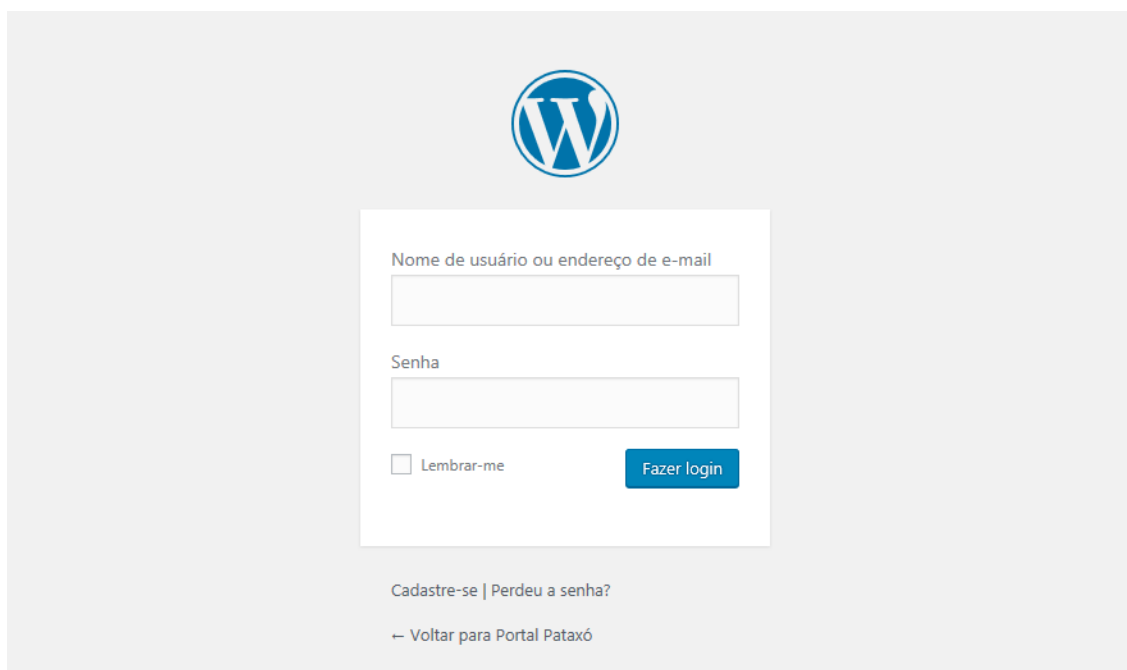 Nome de usuário ou endereço de e-mail
Senha
Lembrar-me
Fazer login
Cadastre-se | Perdeu a senha?
← Voltar para Portal Pataxó